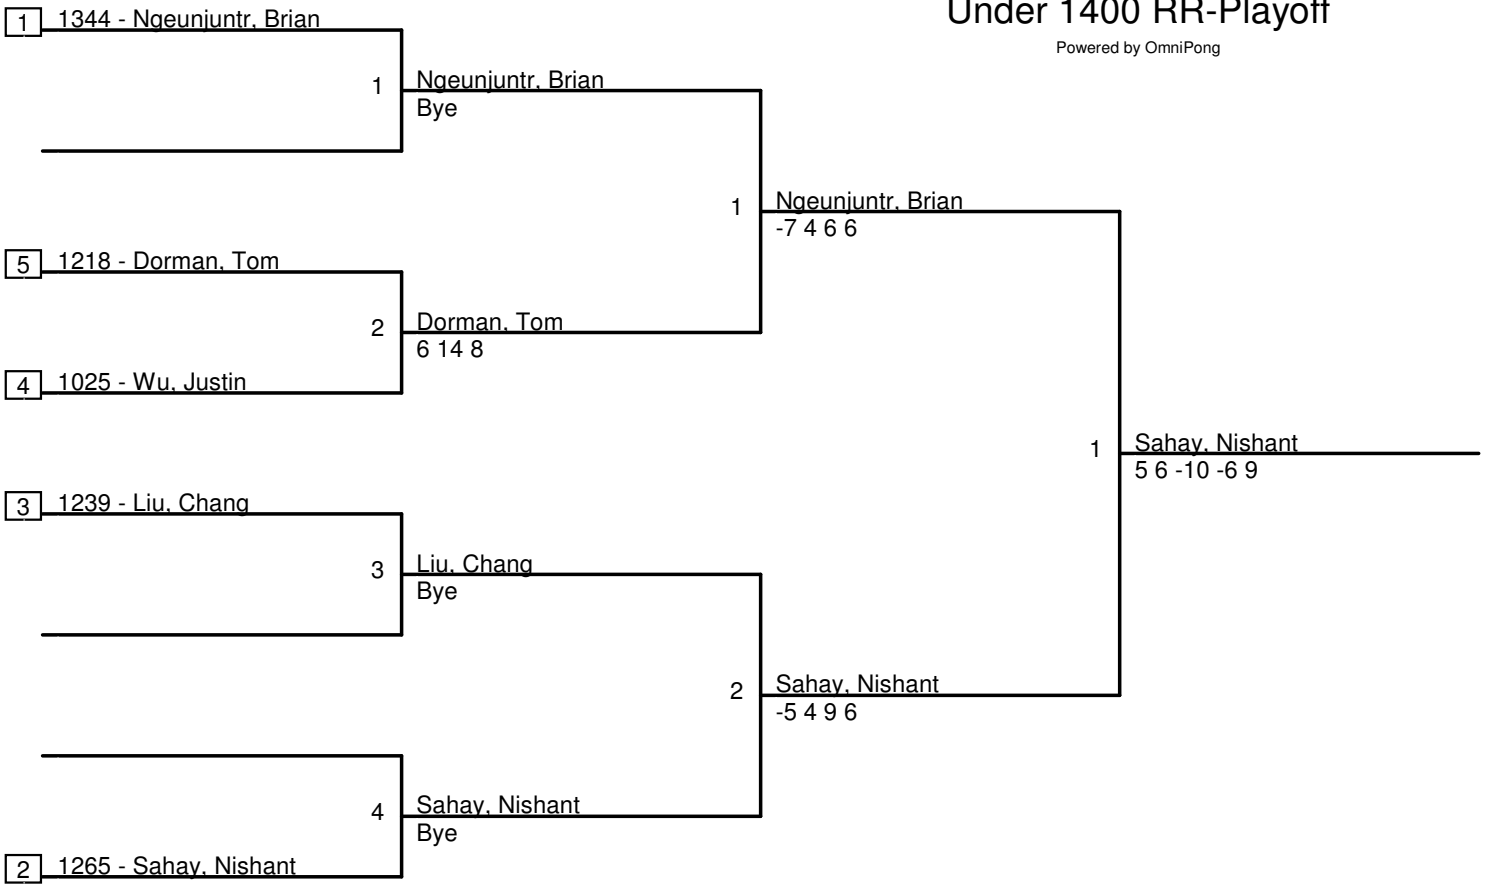 Under 1400 RR-Playoff
Powered by OmniPong
1 1344 - Ngeunjuntr, Brian
1 Ngeunjuntr, Brian
Bye
1 Ngeunjuntr, Brian
-7 4 6 6
5 1218 - Dorman, Tom
2 Dorman, Tom
6 14 8
4 1025 - Wu, Justin
1 Sahay, Nishant
5 6 -10 -6 9
3 1239 - Liu, Chang
3 Liu, Chang
Bye
2 Sahay, Nishant
-5 4 9 6
4 Sahay, Nishant
Bye
2 1265 - Sahay, Nishant